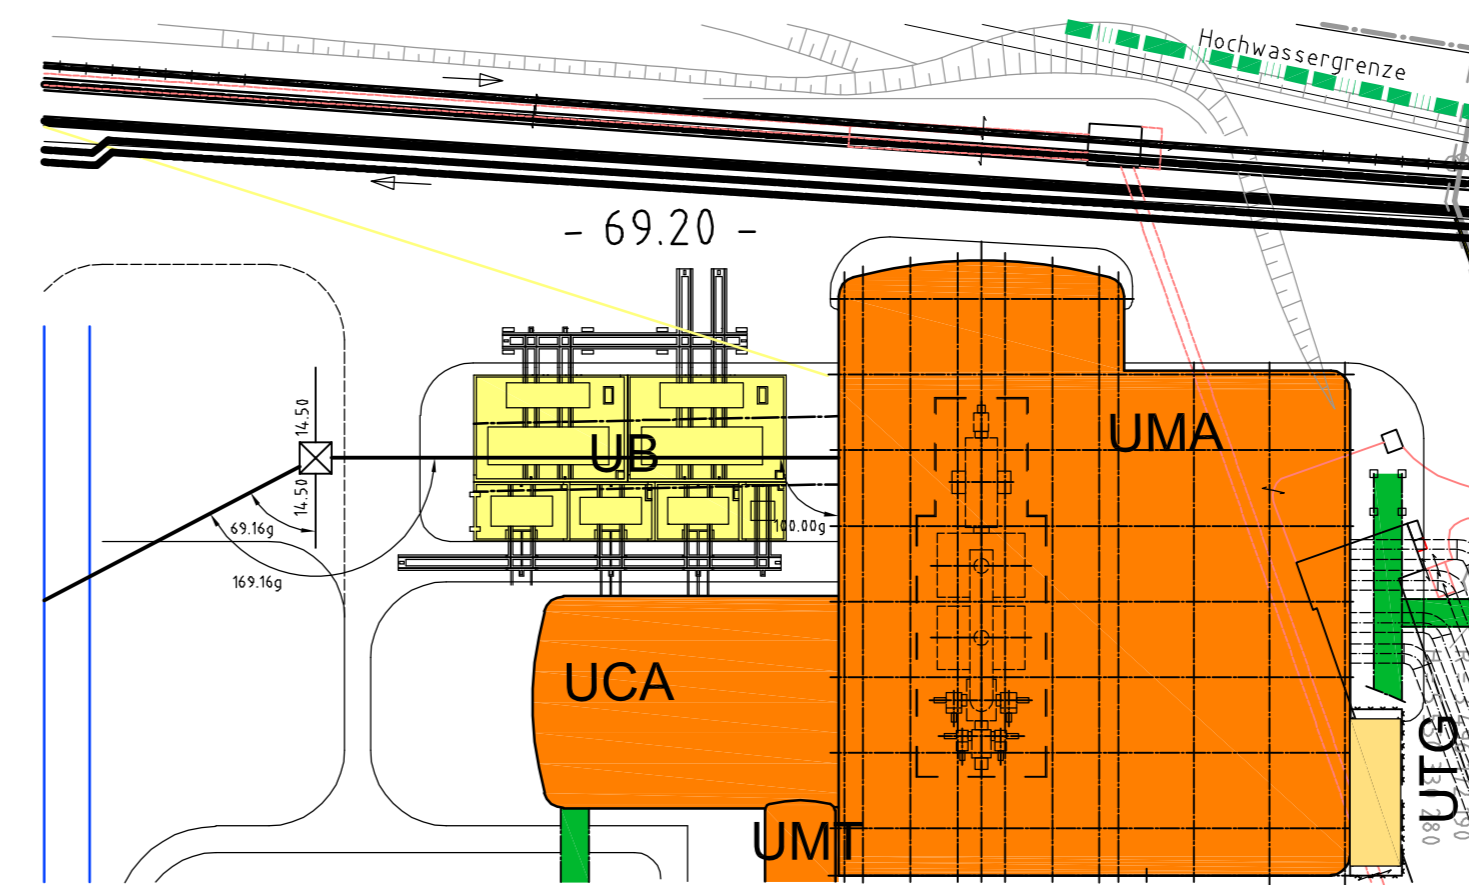 Hochwassergrenze
- 69.20 -
14.50
UMA
UB
14.50
69.16g
100.00g
169.16g
UCA
UTG
UMT